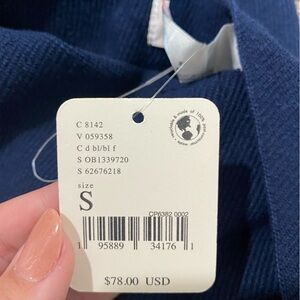 C 8142
V 059358
C d bl/bl f
S OB1339720
S 62676218
size
S
CP6382 0002
1 95889 34176 1
$78.00 USD